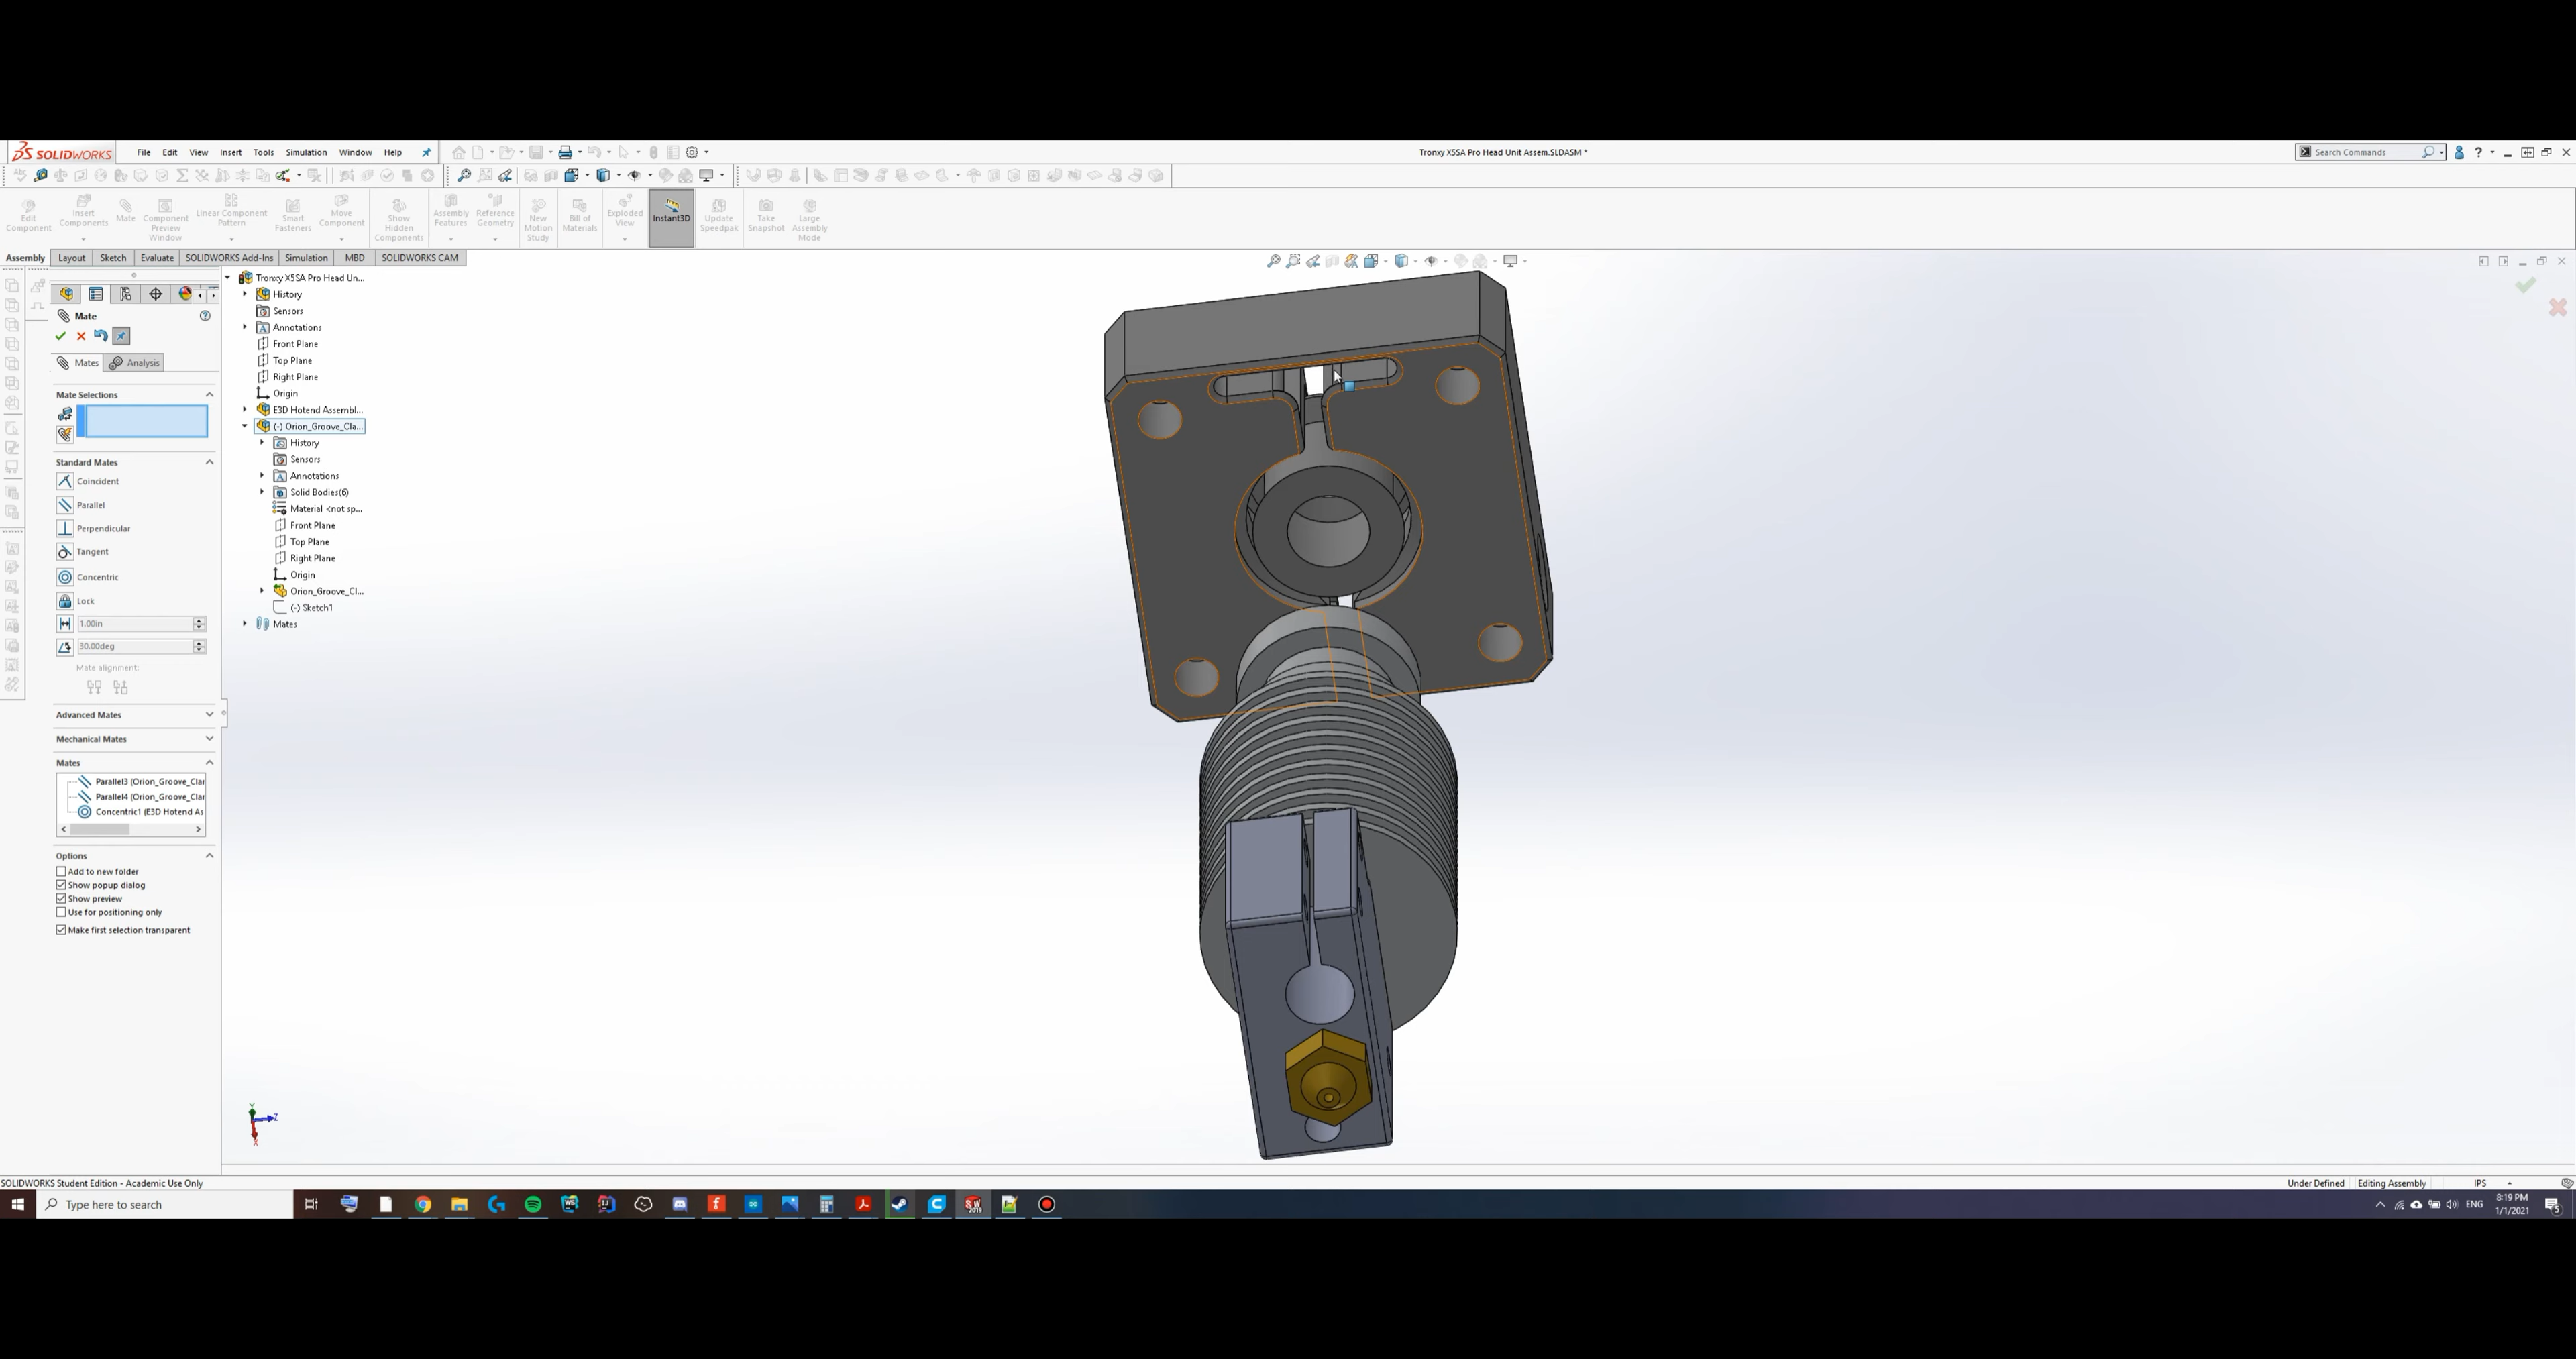 SOLIDWORKS File Edit View Insert Tools Simulation Window Help Tronxy X5SA Pro Head Unit Assem.SLDASM * Search Commands
Edit Component
Insert Components
Mate
Component Preview Window
Linear Component Pattern
Smart Fasteners
Move Component
Show Hidden Components
Assembly Features
Reference Geometry
New Motion Study
Bill of Materials
Exploded View
Instant3D
Update Speedpak
Take Snapshot
Large Assembly Mode
Assembly Layout Sketch Evaluate SOLIDWORKS Add-Ins Simulation MBD SOLIDWORKS CAM
Mate
Mates Analysis
Mate Selections
Standard Mates
Coincident
Parallel
Perpendicular
Tangent
Concentric
Lock
1.00in
30.00deg
Mate alignment:
Advanced Mates
Mechanical Mates
Mates
Parallel3 (Orion_Groove_Clar
Parallel4 (Orion_Groove_Clar
Concentric1 (E3D Hotend As
Options
Add to new folder
Show popup dialog
Show preview
Use for positioning only
Make first selection transparent
Tronxy X5SA Pro Head Un...
History
Sensors
Annotations
Front Plane
Top Plane
Right Plane
Origin
E3D Hotend Assembl...
(-) Orion_Groove_Cla...
History
Sensors
Annotations
Solid Bodies(6)
Material <not sp...
Front Plane
Top Plane
Right Plane
Origin
Orion_Groove_Cl...
(-) Sketch1
Mates
Y
Z
X
SOLIDWORKS Student Edition - Academic Use Only Under Defined Editing Assembly IPS
Type here to search
ENG
8:19 PM
1/1/2021